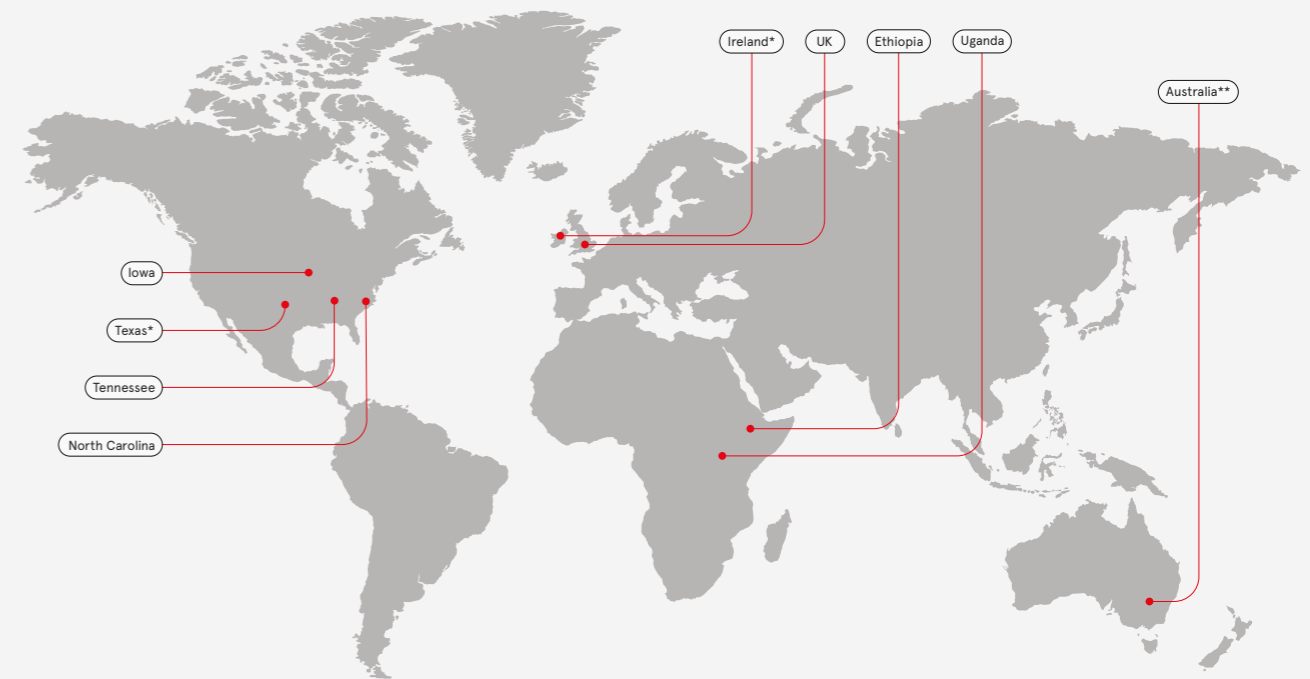 Ireland*
UK
Ethiopia
Uganda
Australia**
Iowa
Texas*
Tennessee
North Carolina